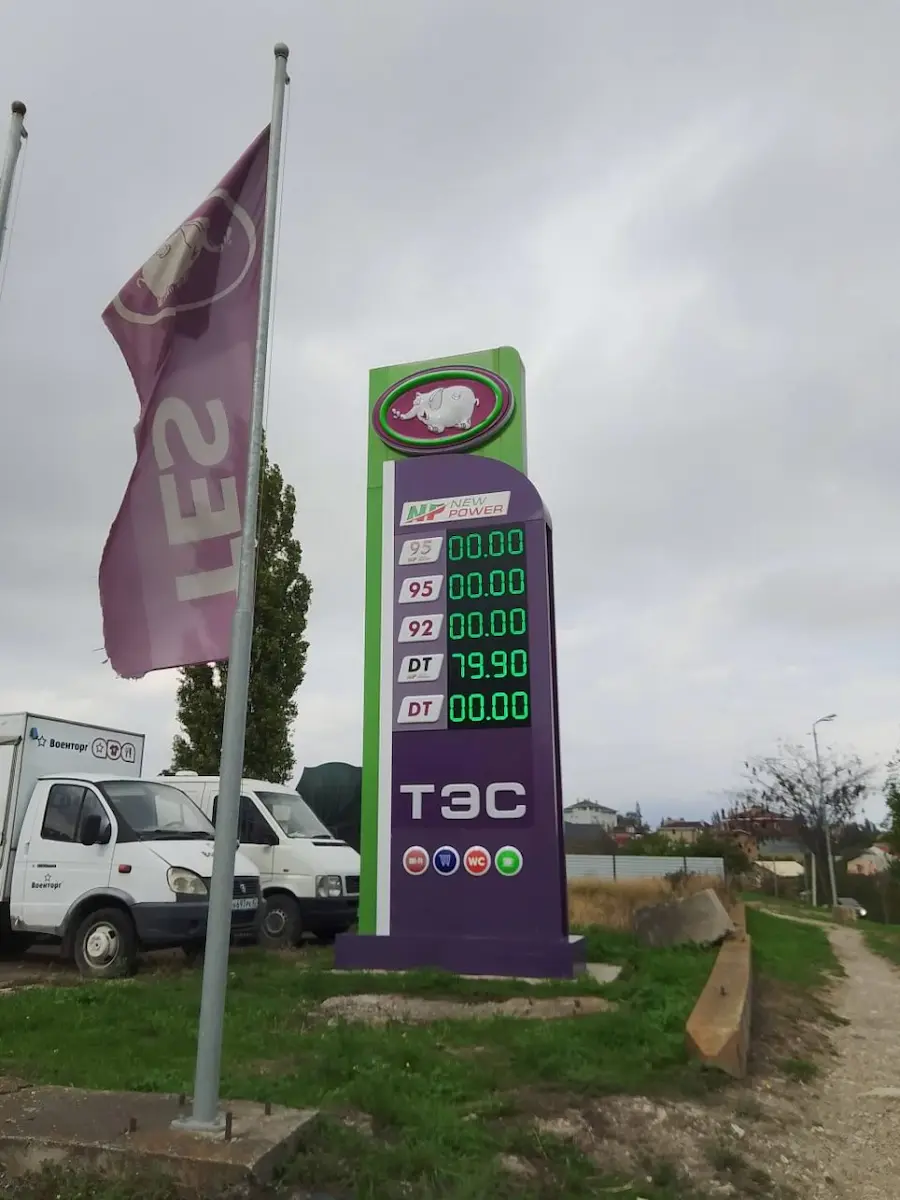 TES
NP NEW POWER
95 00.00
95 00.00
92 00.00
DT 79.90
DT 00.00
ТЭС
W WC
Военторг
Военторг